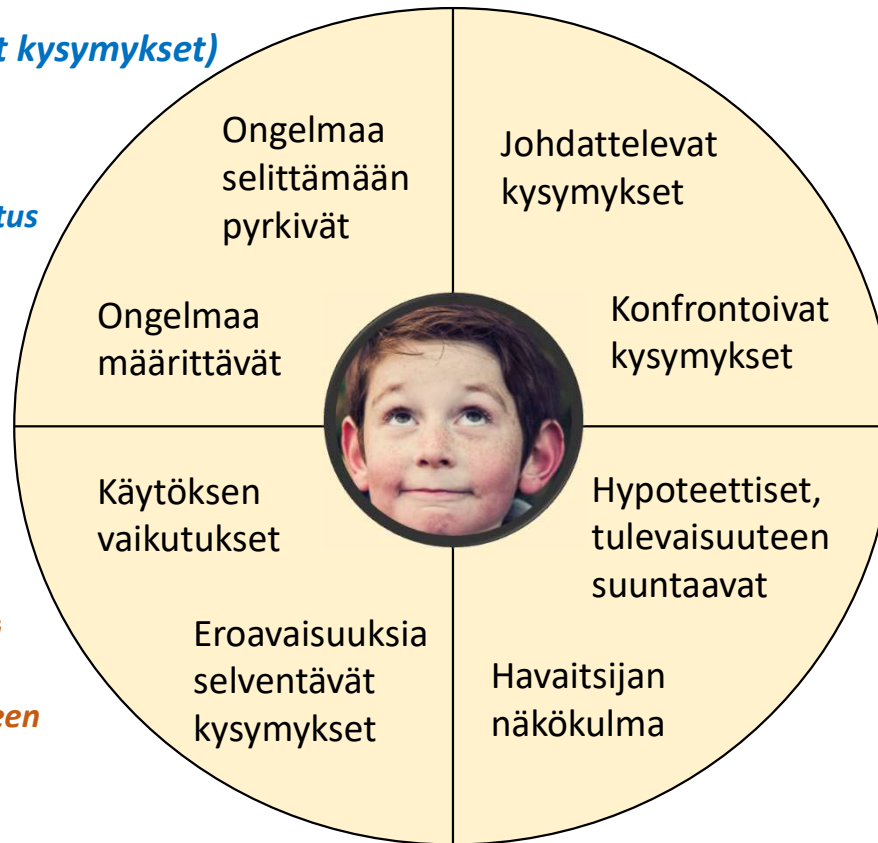 t kysymykset)
Ongelmaa
selittämään
pyrkivät
Johdattelevat
kysymykset
tus
Ongelmaa
määrittävät
Konfrontoivat
kysymykset
Käytöksen
vaikutukset
Hypoteettiset,
tulevaisuuteen
suuntaavat
Eroavaisuuksia
selventävät
kysymykset
Havaitsijan
näkökulma
een